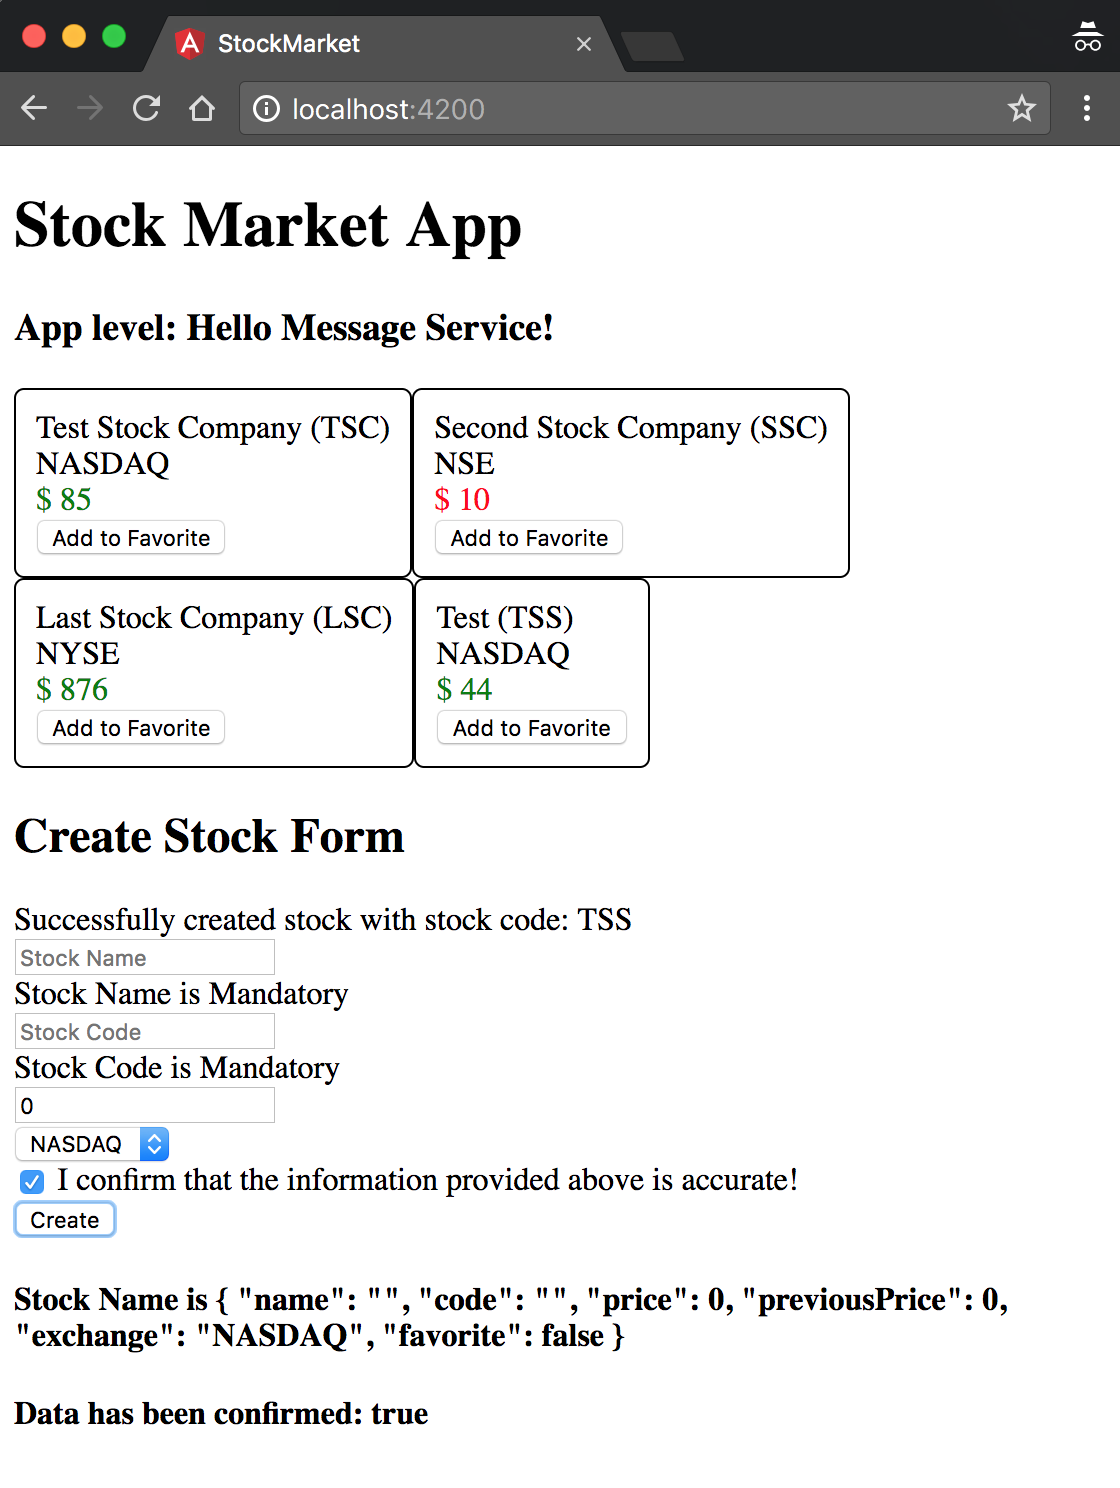 StockMarket
localhost:4200
Stock Market App
App level: Hello Message Service!
Test Stock Company (TSC)
NASDAQ
$ 85
Add to Favorite
Second Stock Company (SSC)
NSE
$ 10
Add to Favorite
Last Stock Company (LSC)
NYSE
$ 876
Add to Favorite
Test (TSS)
NASDAQ
$ 44
Add to Favorite
Create Stock Form
Successfully created stock with stock code: TSS
Stock Name
Stock Name is Mandatory
Stock Code
Stock Code is Mandatory
0
NASDAQ
I confirm that the information provided above is accurate!
Create
Stock Name is { "name": "", "code": "", "price": 0, "previousPrice": 0,
"exchange": "NASDAQ", "favorite": false }
Data has been confirmed: true